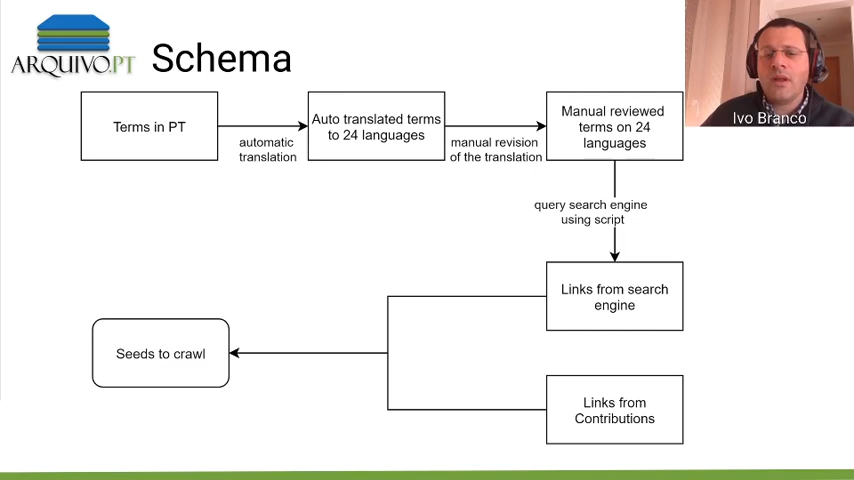 ARQUIVO.PT
Schema
Ivo Branco
Terms in PT
automatic
translation
Auto translated terms
to 24 languages
manual revision
of the translation
Manual reviewed
terms on 24
languages
query search engine
using script
Links from search
engine
Seeds to crawl
Links from
Contributions